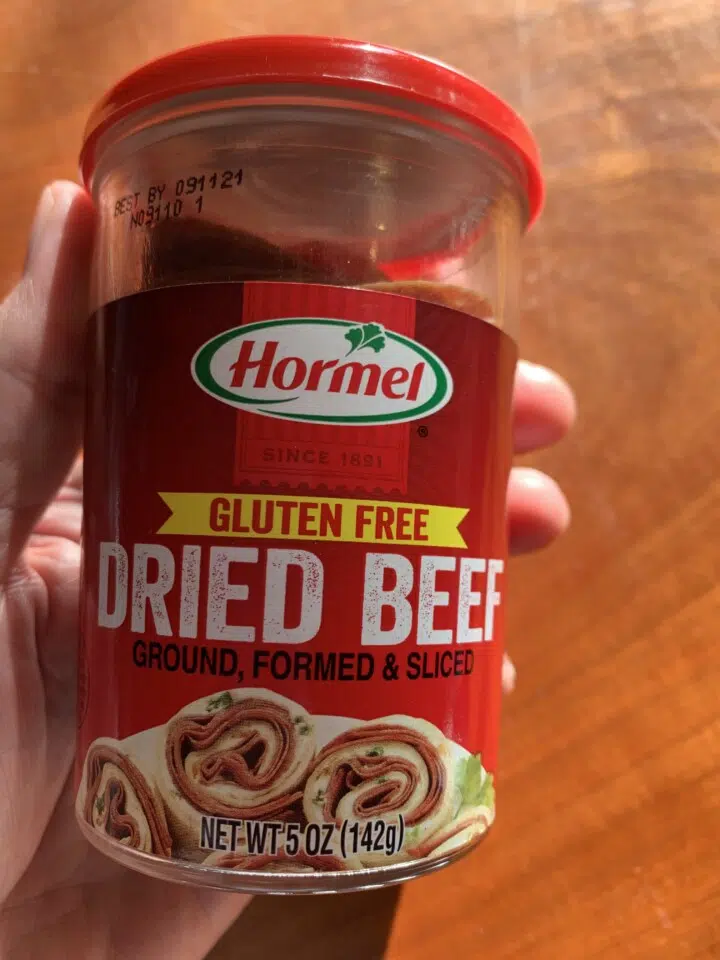 BEST BY 091121
N09110 1
Hormel
®
SINCE 1891
GLUTEN FREE
DRIED BEEF
GROUND, FORMED & SLICED
NET WT 5 OZ (142g)